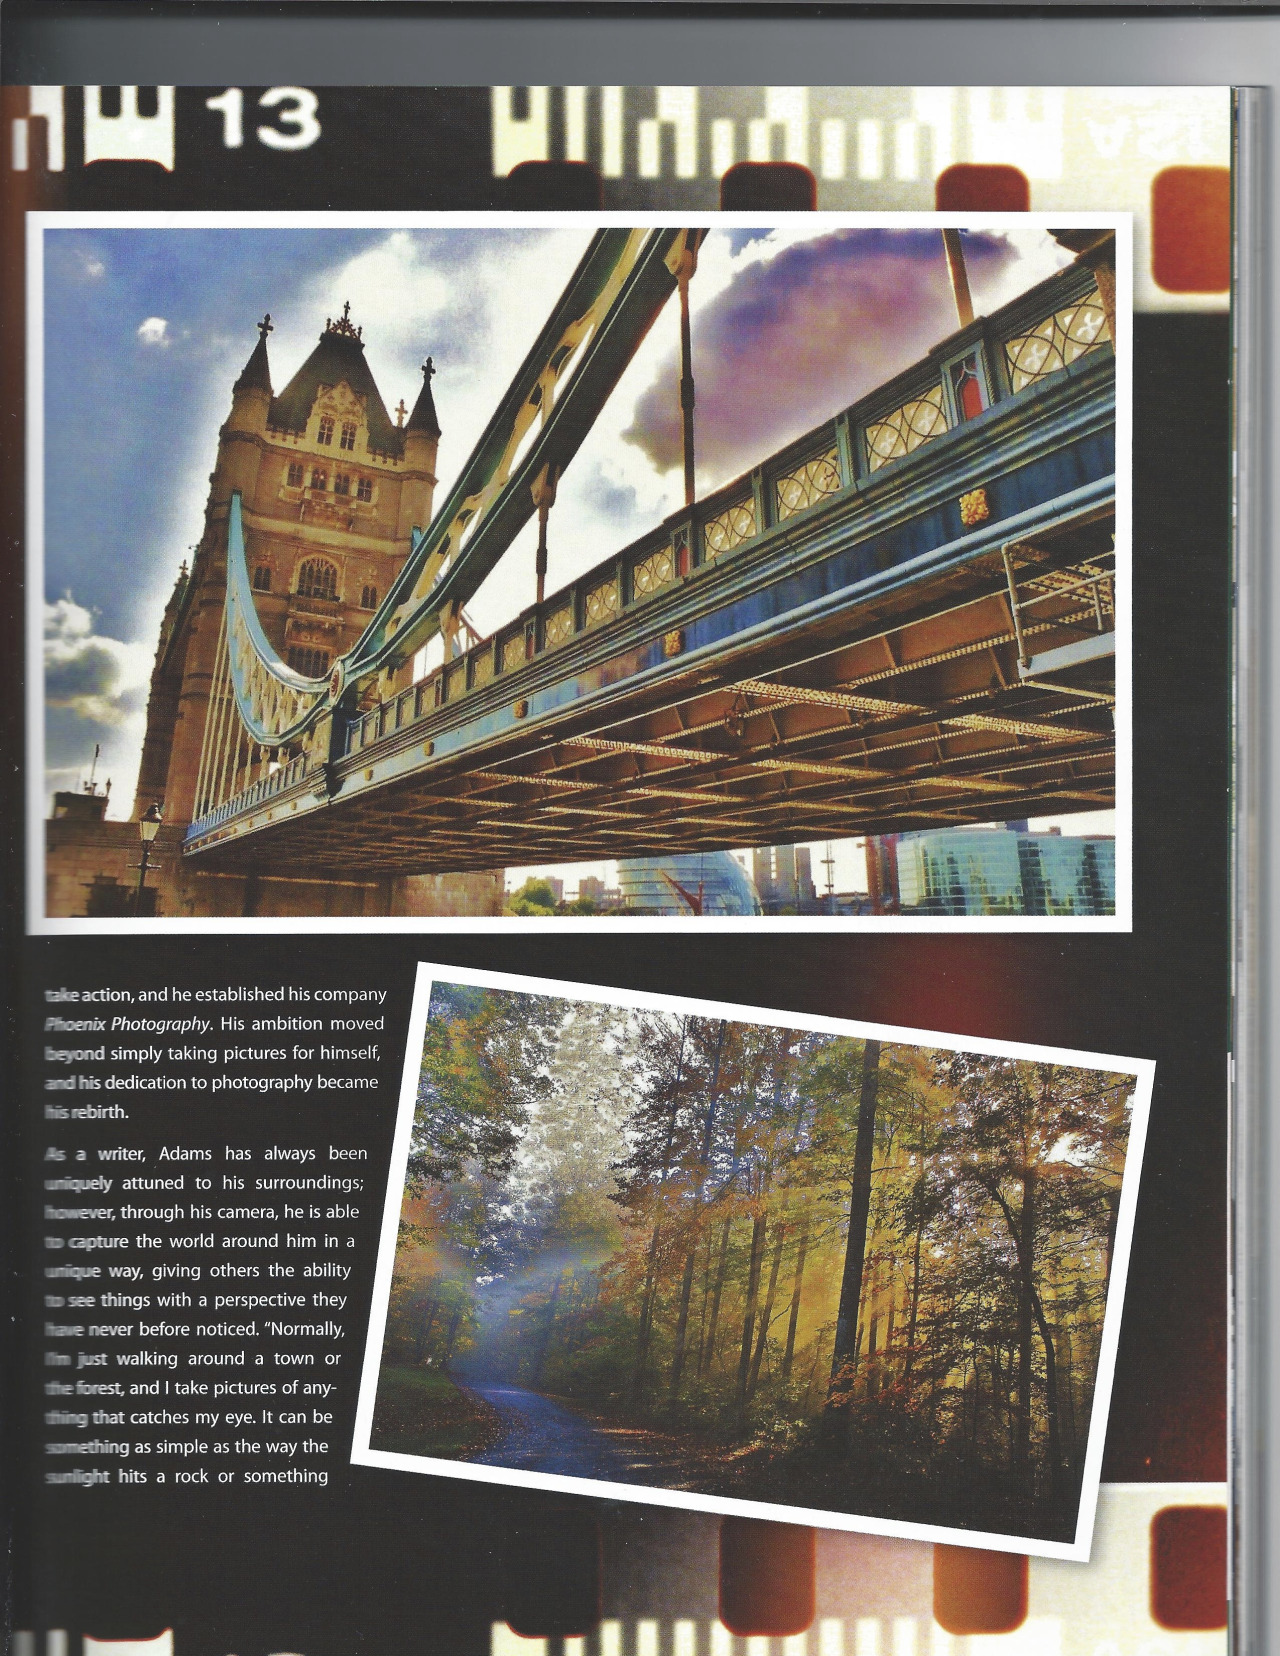 13
take action, and he established his company
Phoenix Photography. His ambition moved
beyond simply taking pictures for himself,
and his dedication to photography became
his rebirth.
As a writer, Adams has always been
uniquely attuned to his surroundings;
however, through his camera, he is able
to capture the world around him in a
unique way, giving others the ability
to see things with a perspective they
have never before noticed. “Normally,
I’m just walking around a town or
the forest, and I take pictures of any-
thing that catches my eye. It can be
something as simple as the way the
sunlight hits a rock or something